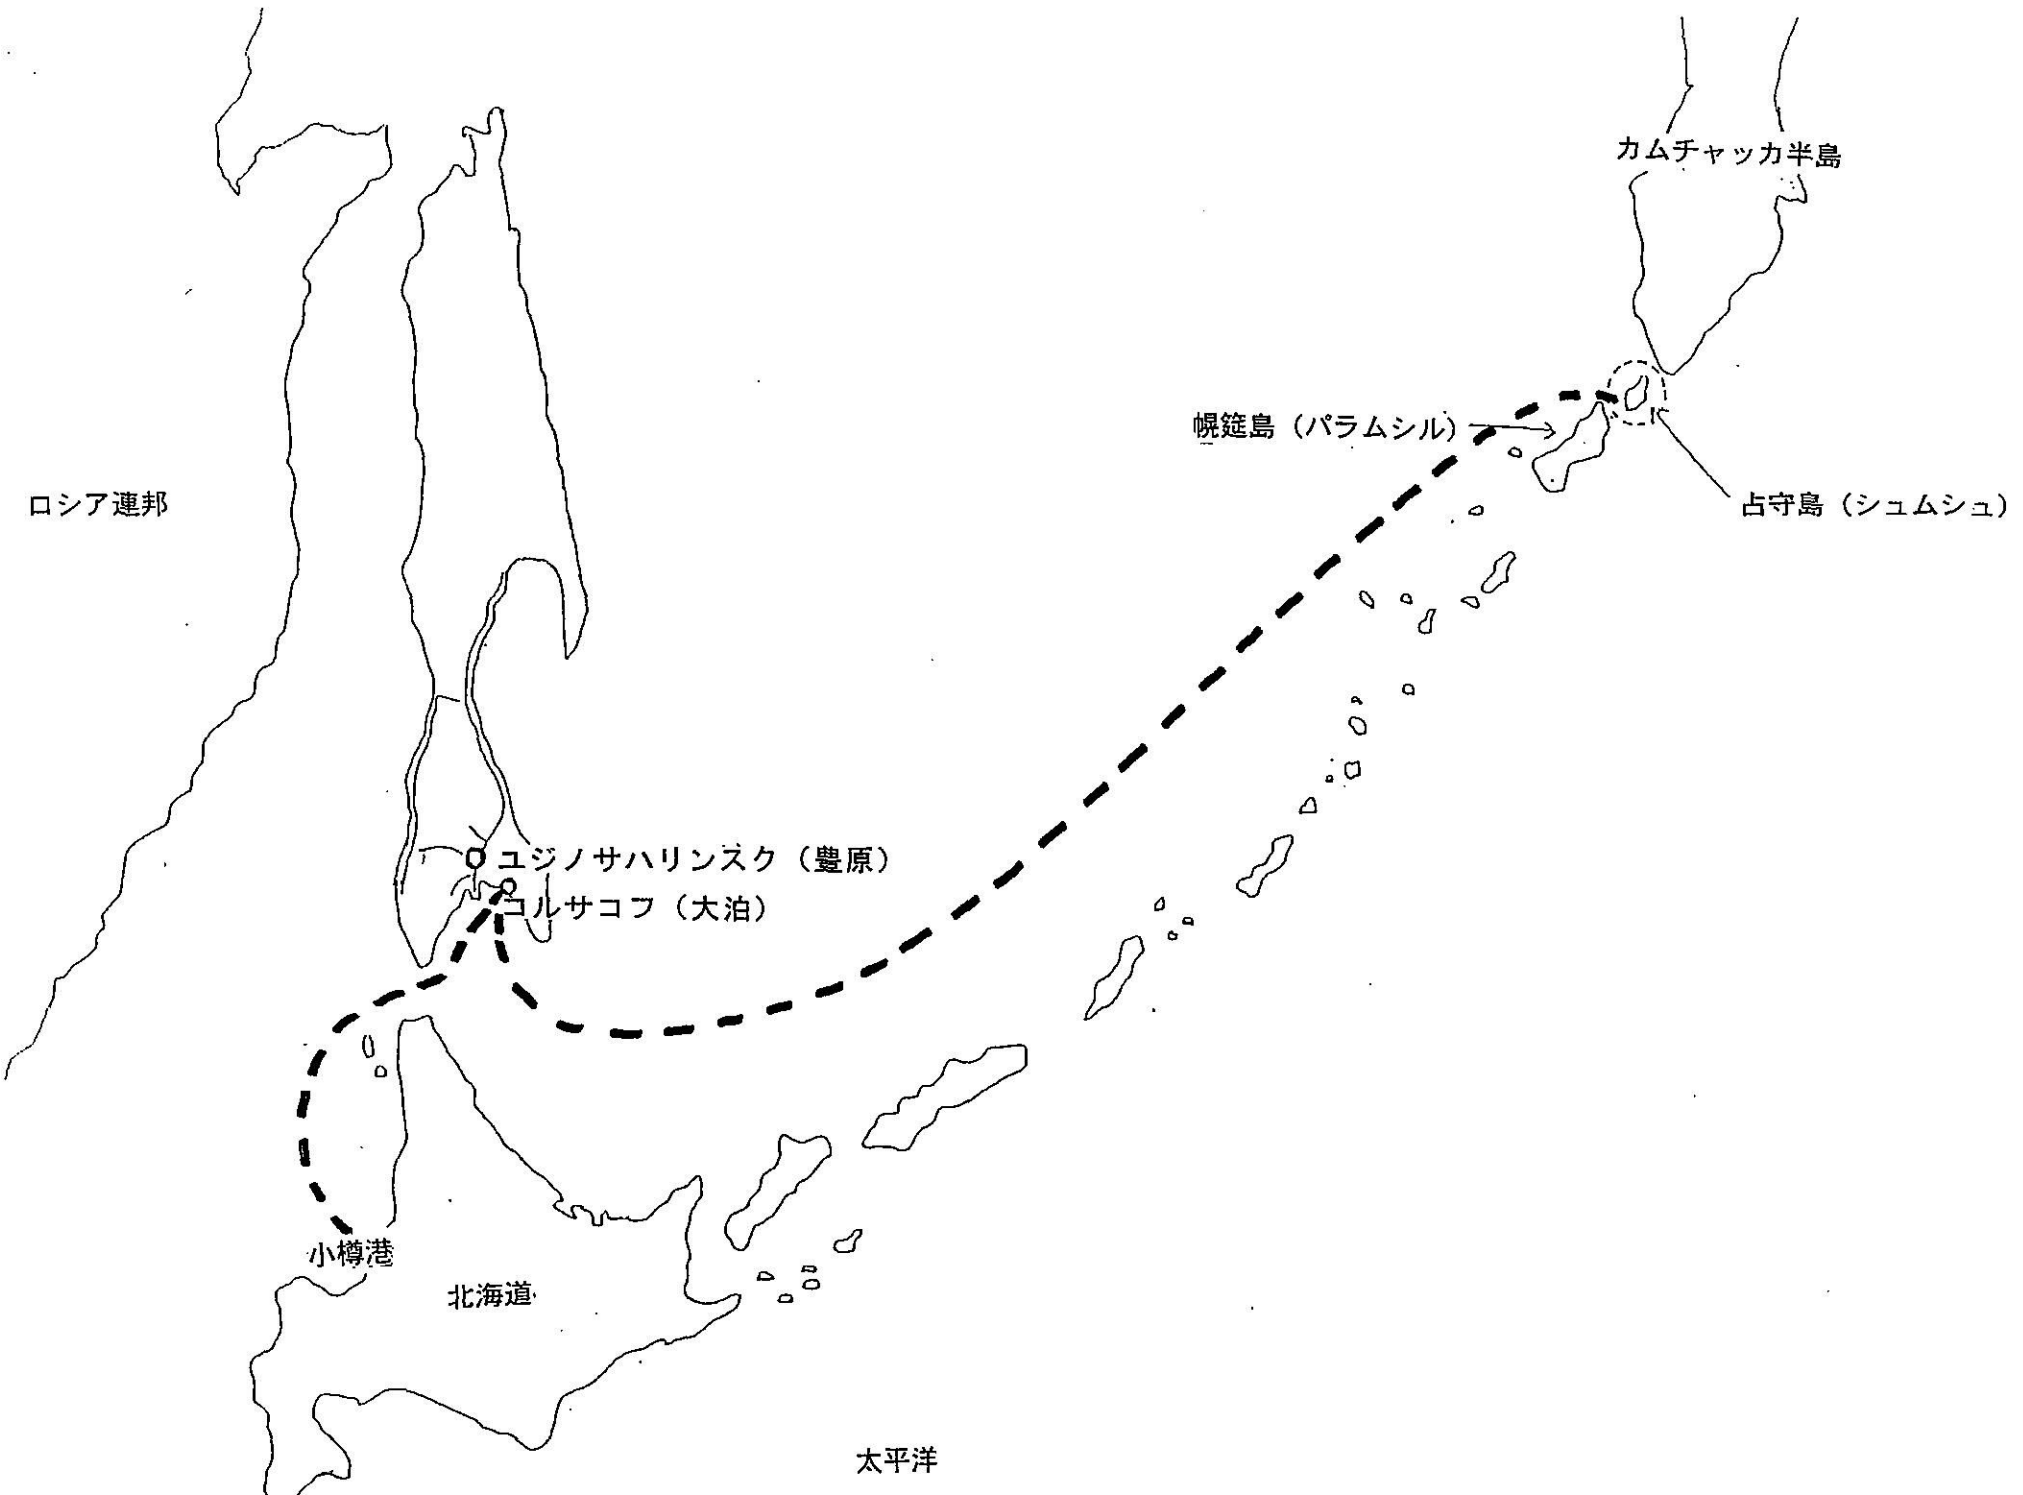 カムチャッカ半島
幌筵島（パラムシル）
ロシア連邦
占守島（シュムシュ）
ユジノサハリンスク（豊原）
コルサコフ（大泊）
小樽港
北海道
太平洋